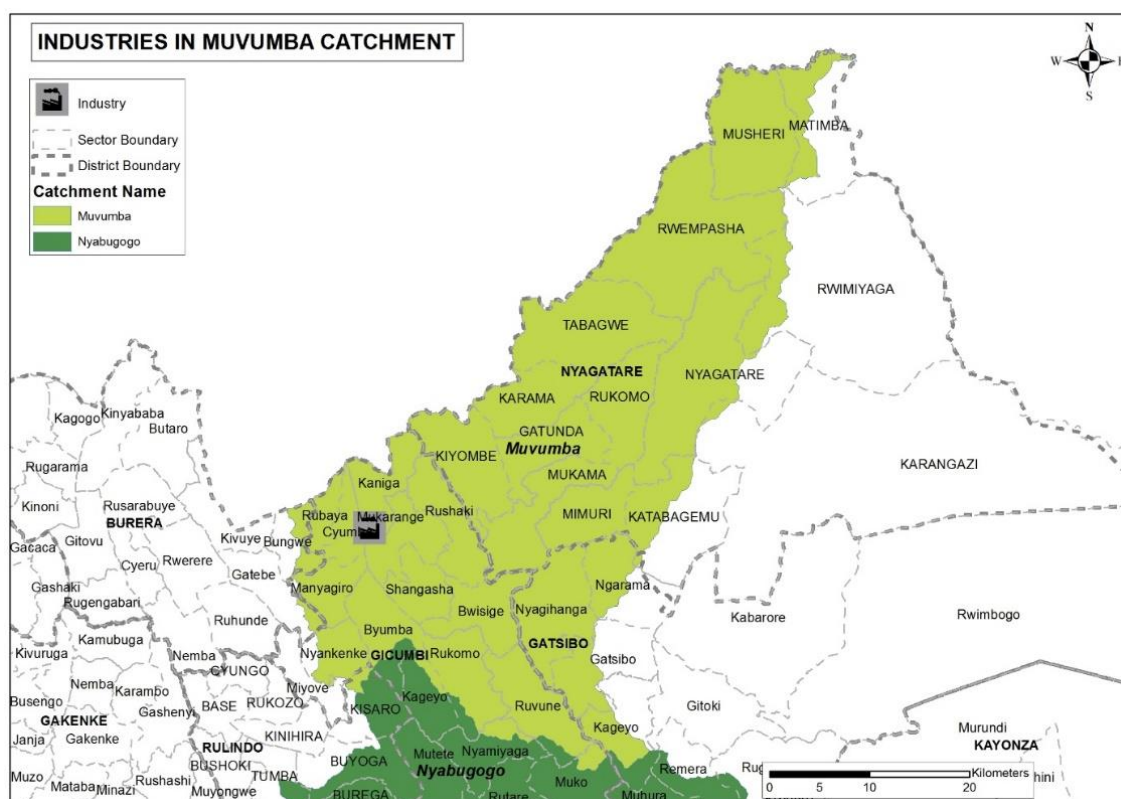 INDUSTRIES IN MUVUMBA CATCHMENT
N
W
E
S
Industry
Sector Boundary
District Boundary
Catchment Name
Muvumba
Nyabugogo
MUSHERI
MATIMBA
RWEMPASHA
RWIMIYAGA
TABAGWE
NYAGATARE
NYAGATARE
KARAMA
RUKOMO
Kagogo
Kinyababa
Butaro
GATUNDA
Muvumba
KIYOMBE
KARANGAZI
Rugarama
MUKAMA
Kaniga
Kinoni
Rusarabuye
Rubaya
Mukarange
Rushaki
MIMURI
KATABAGEMU
BURERA
Cyum
Gacaca
Gitovu
Kivuye
Bungwe
Cyeru
Rwerere
Gatebe
Gashaki
Rugengabari
Manyagiro
Shangasha
Ngarama
Bwisige
Nyagihanga
Kabarore
Rwimbogo
Ruhunde
Kamubuga
Byumba
Kivuruga
Nemba
Nyankenke
GICUMBI
Rukomo
GATSIBO
Gatsibo
CYUNGO
Nemba
Karambo
Miyove
Kageyo
Busengo
Gashenyi
BASE
RUKOZO
KISARO
Ruvune
Gitoki
GAKENKE
Kageyo
Murundi
Janja
Gakenke
RULINDO
KINIHIRA
Mutete
Nyamiyaga
KAYONZA
BUSHOKI
BUYOGA
Nyabugogo
Remera
Rug
Kilometers
Muzo
Rushashi
TUMBA
Muko
hini
Mataba
Minazi
Muyongwe
BUREGA
Rutare
Muhura
0
5
10
20